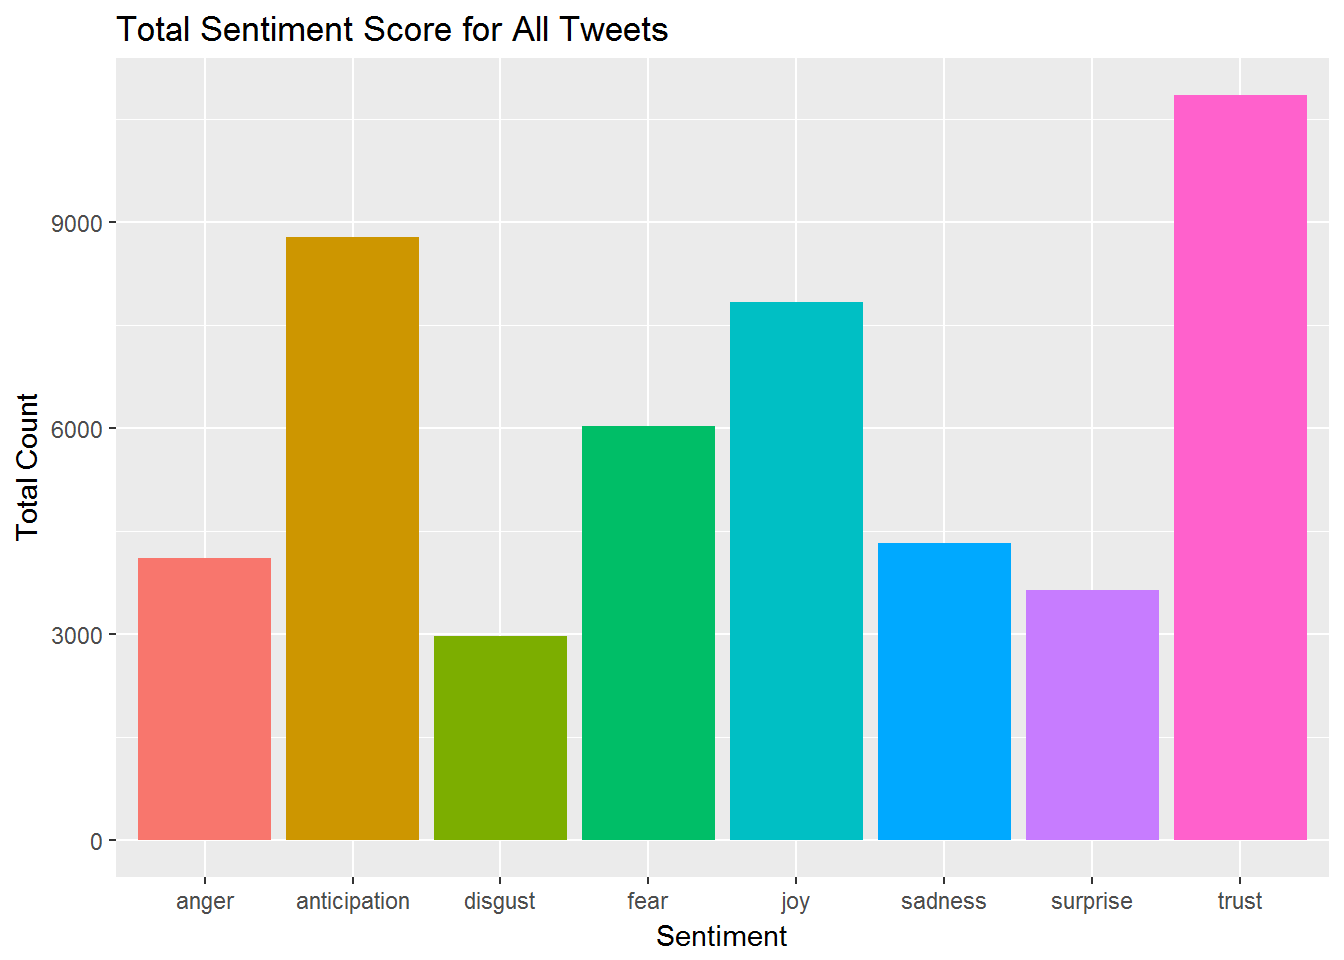 Total Sentiment Score for All Tweets
Total Count
9000
6000
3000
0
anger anticipation disgust fear joy sadness surprise trust
Sentiment